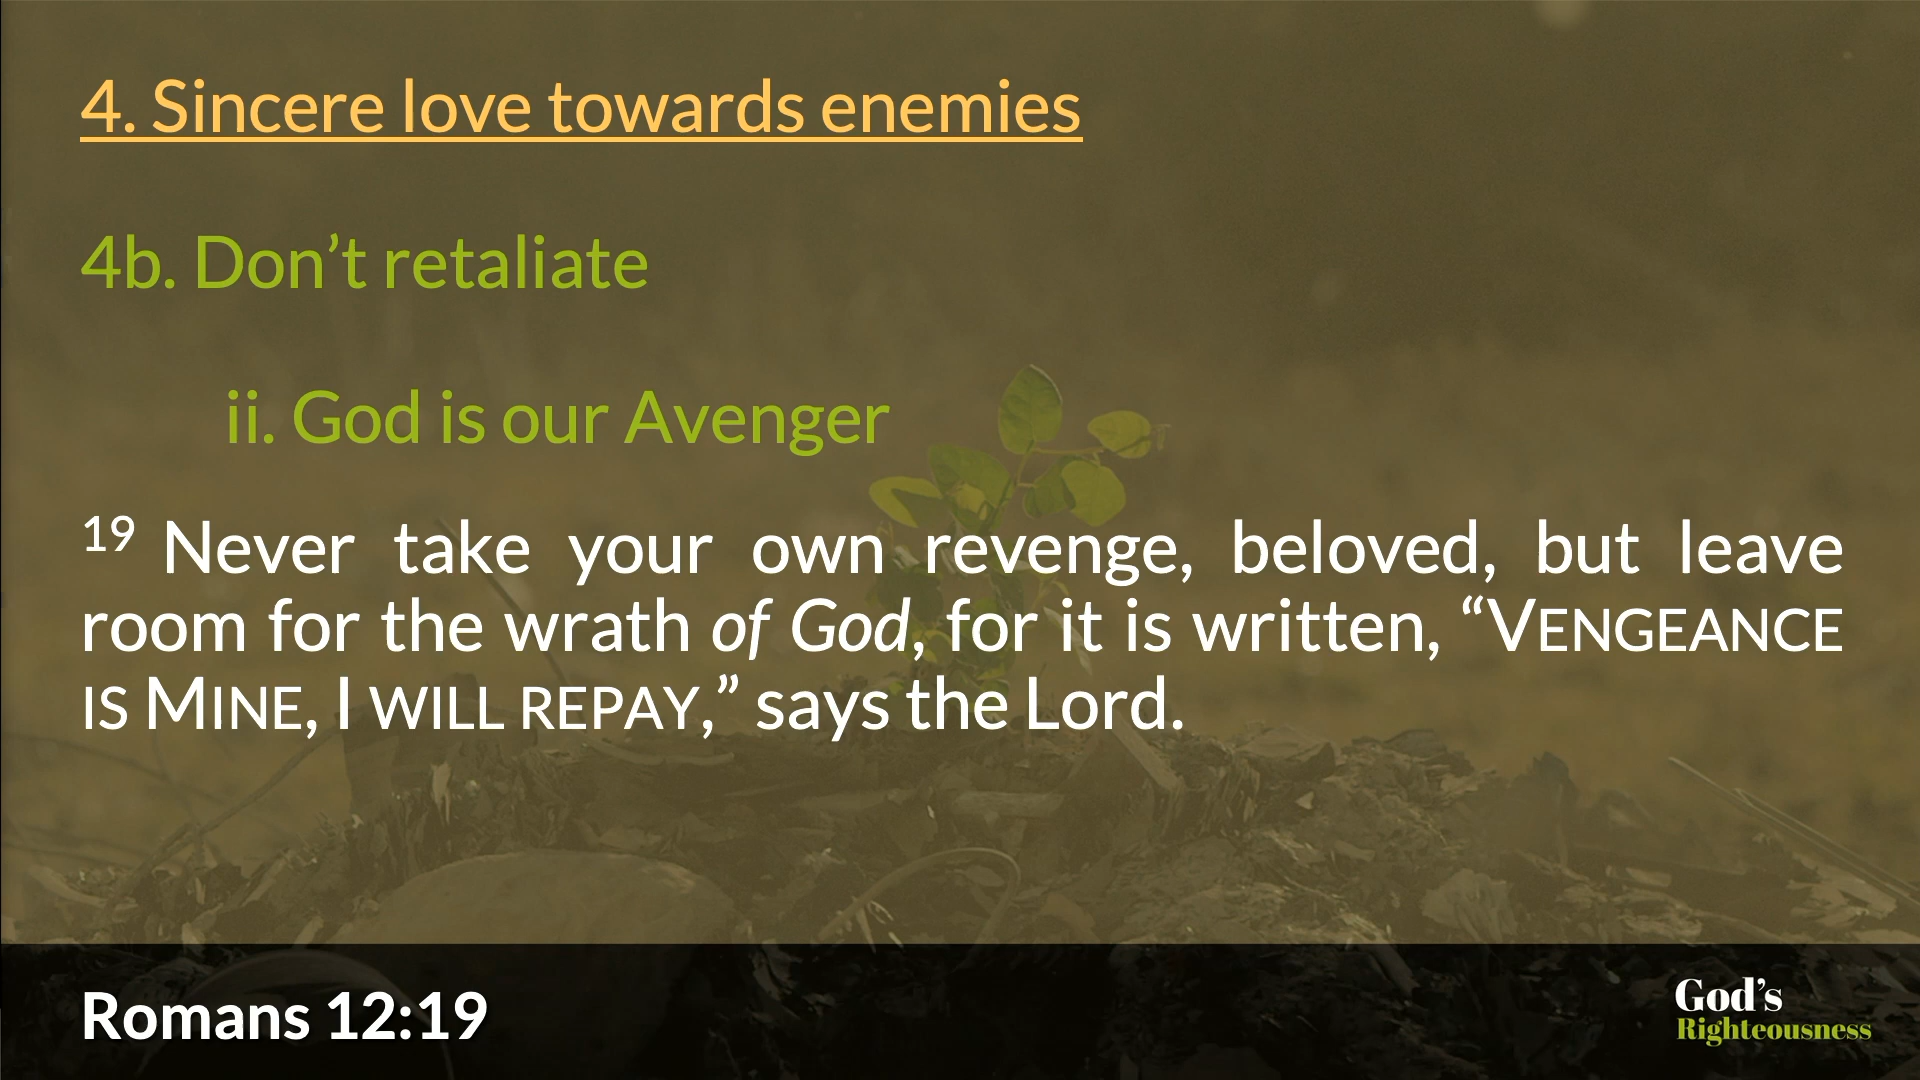 4. Sincere love towards enemies
4b. Don’t retaliate
ii. God is our Avenger
19 Never take your own revenge, beloved, but leave
room for the wrath of God, for it is written, “VENGEANCE
IS MINE, I WILL REPAY,” says the Lord.
Romans 12:19
God’s
Righteousness